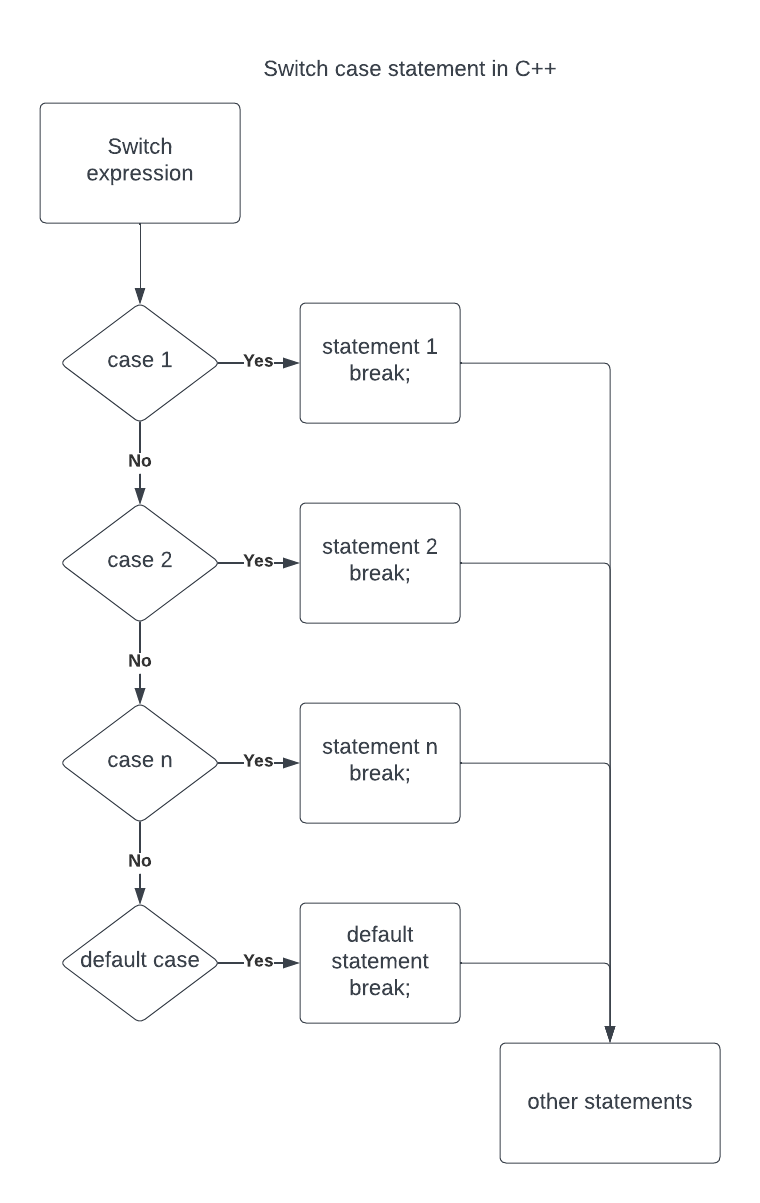 Switch case statement in C++
Switch
expression
case 1
Yes
statement 1
break;
No
case 2
Yes
statement 2
break;
No
case n
Yes
statement n
break;
No
default case
Yes
default
statement
break;
other statements